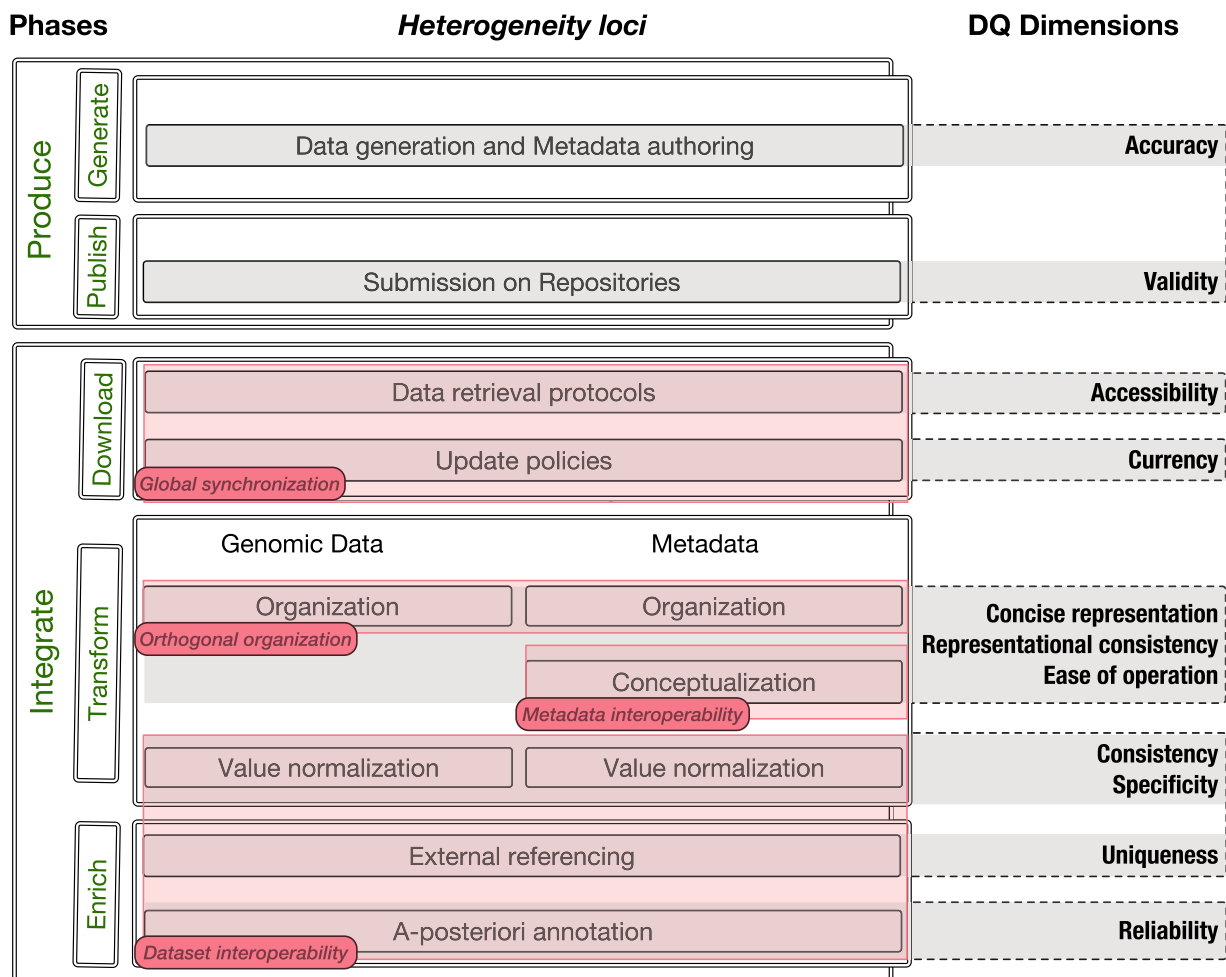 Phases
Heterogeneity loci
DQ Dimensions
Produce
Generate
Data generation and Metadata authoring
Accuracy
Publish
Submission on Repositories
Validity
Integrate
Download
Data retrieval protocols
Accessibility
Update policies
Currency
Global synchronization
Transform
Genomic Data
Metadata
Organization
Organization
Orthogonal organization
Conceptualization
Metadata interoperability
Concise representation
Representational consistency
Ease of operation
Value normalization
Value normalization
Consistency
Specificity
Enrich
External referencing
Uniqueness
A-posteriori annotation
Reliability
Dataset interoperability